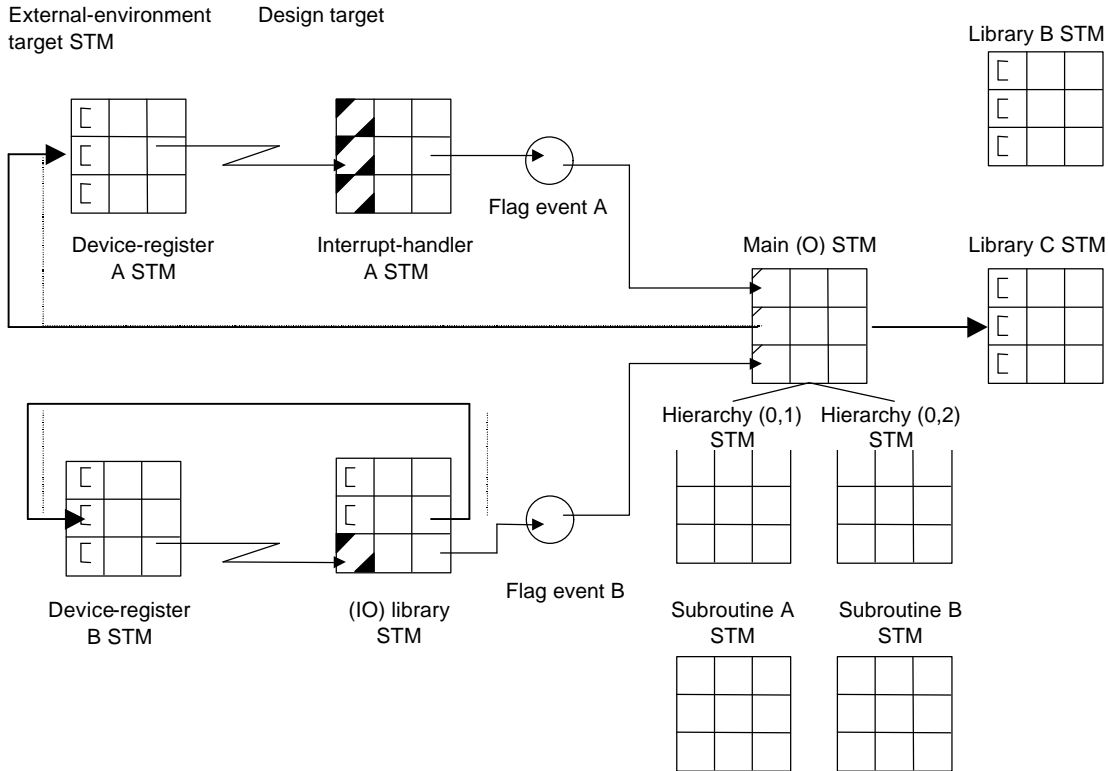 External-environment
target STM
Design target
Library B STM
Flag event A
Device-register
A STM
Interrupt-handler
A STM
Main (O) STM
Library C STM
Hierarchy (0,1)
STM
Hierarchy (0,2)
STM
Flag event B
Device-register
B STM
(IO) library
STM
Subroutine A
STM
Subroutine B
STM